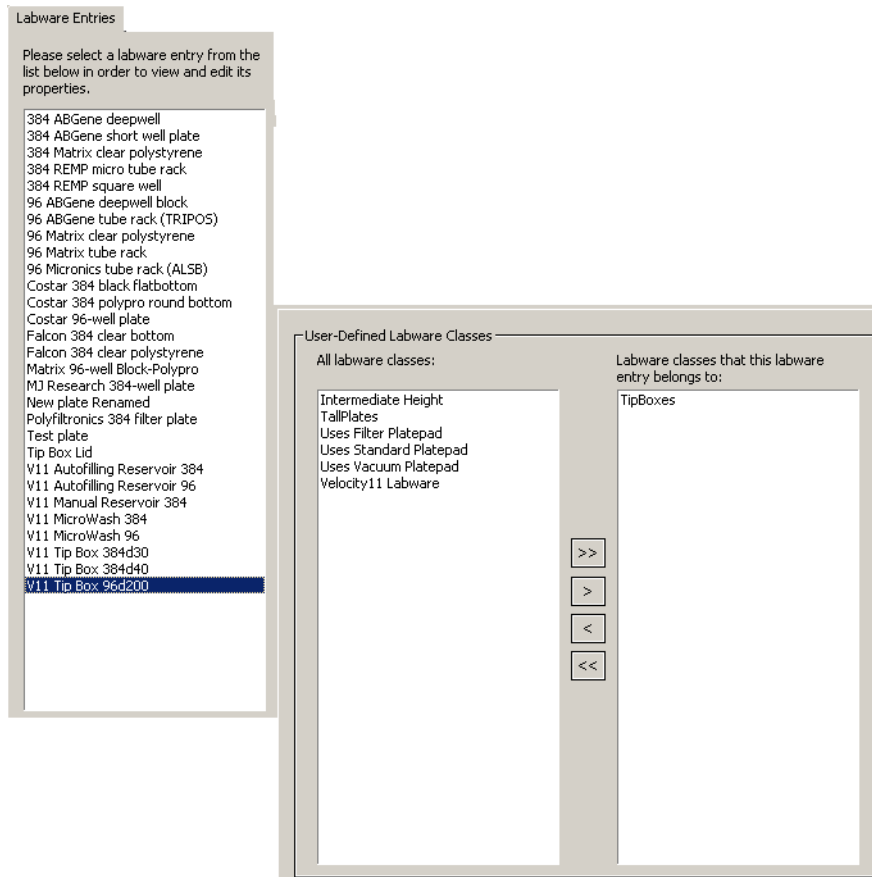 Labware Entries
Please select a labware entry from the
list below in order to view and edit its
properties.
384 ABGene deepwell
384 ABGene short well plate
384 Matrix clear polystyrene
384 REMP micro tube rack
384 REMP square well
96 ABGene deepwell block
96 ABGene tube rack (TRIPOS)
96 Matrix clear polystyrene
96 Matrix tube rack
96 Micronics tube rack (ALSB)
Costar 384 black flatbottom
Costar 384 polypro round bottom
Costar 96-well plate
Falcon 384 clear bottom
Falcon 384 clear polystyrene
Matrix 96-well Block-Polypro
MJ Research 384-well plate
New plate Renamed
Polyfiltronics 384 filter plate
Test plate
Tip Box Lid
V11 Autofilling Reservoir 384
V11 Autofilling Reservoir 96
V11 Manual Reservoir 384
V11 MicroWash 384
V11 MicroWash 96
V11 Tip Box 384d30
V11 Tip Box 384d40
V11 Tip Box 96d200
User-Defined Labware Classes
All labware classes:
Intermediate Height
TallPlates
Uses Filter Platepad
Uses Standard Platepad
Uses Vacuum Platepad
Velocity11 Labware
>>
>
<
<<
Labware classes that this labware
entry belongs to:
TipBoxes